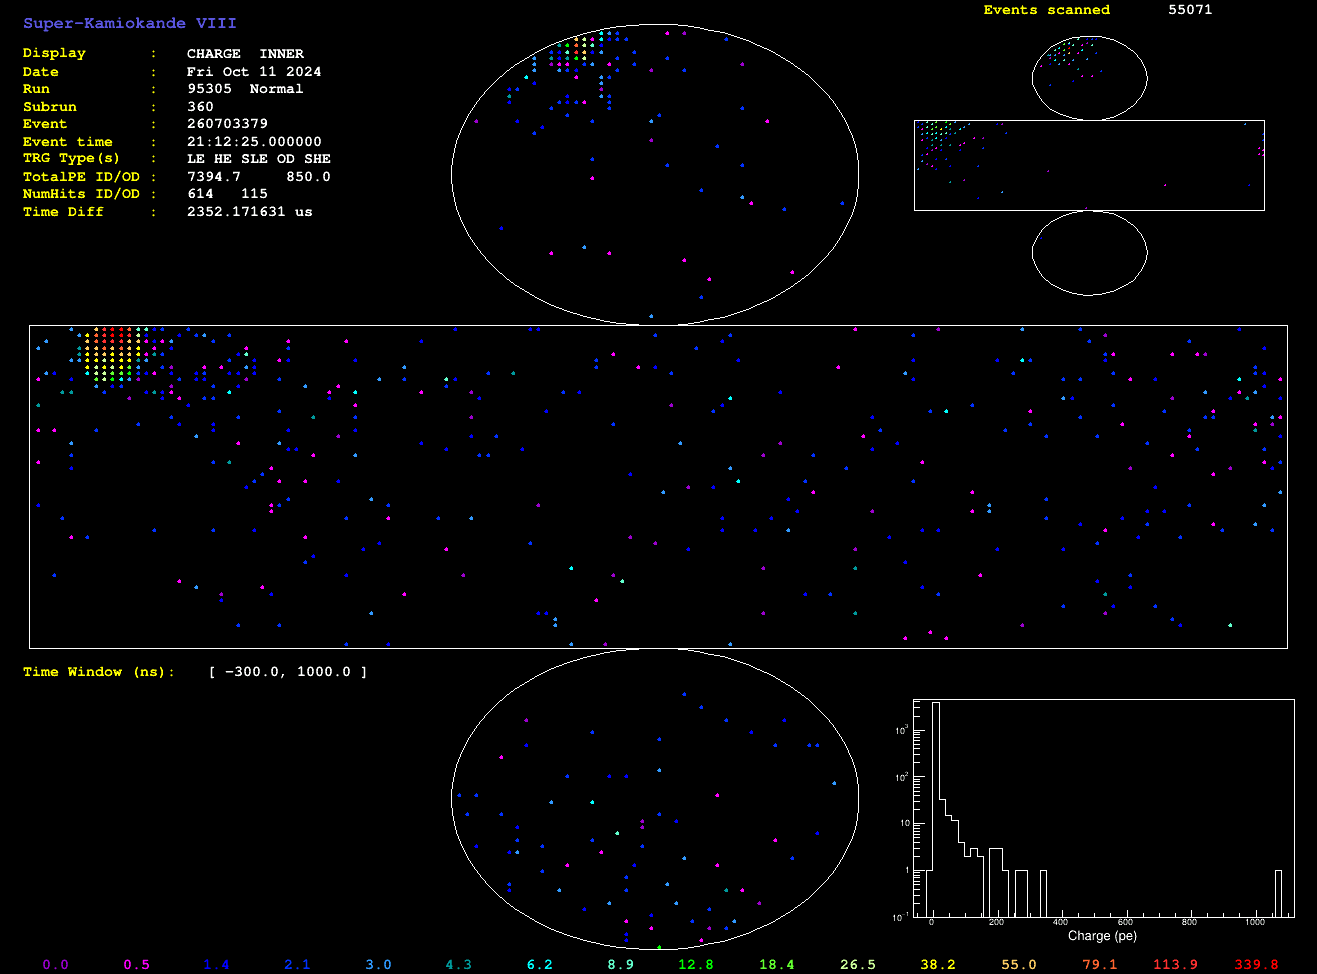 Super-Kamiokande VIII
Events scanned 55071
Display : CHARGE INNER
Date : Fri Oct 11 2024
Run : 95305 Normal
Subrun : 360
Event : 260703379
Event time : 21:12:25.000000
TRG Type(s) : LE HE SLE OD SHE
TotalPE ID/OD : 7394.7 850.0
NumHits ID/OD : 614 115
Time Diff : 2352.171631 us
Time Window (ns): [ -300.0, 1000.0 ]
10^3
10^2
10
1
10^-1
0 200 400 600 800 1000
Charge (pe)
0.0 0.5 1.4 2.1 3.0 4.3 6.2 8.9 12.8 18.4 26.5 38.2 55.0 79.1 113.9 339.8